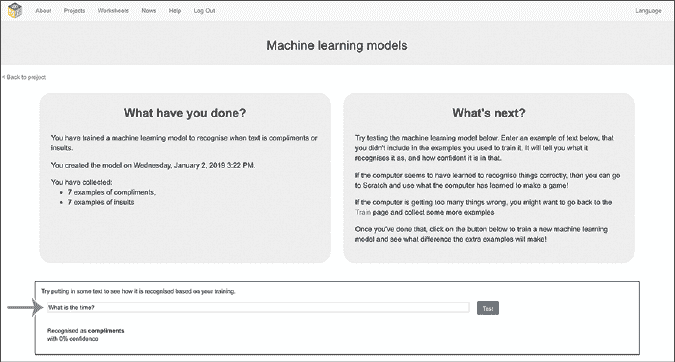 About Projects Worksheets News Help Log Out Language
Machine learning models
< Back to project
What have you done?
You have trained a machine learning model to recognise when text is compliments or
insults.
You created the model on Wednesday, January 2, 2019 3:22 PM.
You have collected:
7 examples of compliments,
7 examples of insults
What's next?
Try testing the machine learning model below. Enter an example of text below, that
you didn't include in the examples you used to train it. It will tell you what it
recognises it as, and how confident it is in that.
If the computer seems to have learned to recognise things correctly, then you can go
to Scratch and use what the computer has learned to make a game!
If the computer is getting too many things wrong, you might want to go back to the
Train page and collect some more examples
Once you've done that, click on the button below to train a new machine learning
model and see what difference the extra examples will make!
Try putting in some text to see how it is recognised based on your training.
What is the time? Test
Recognised as compliments
with 0% confidence